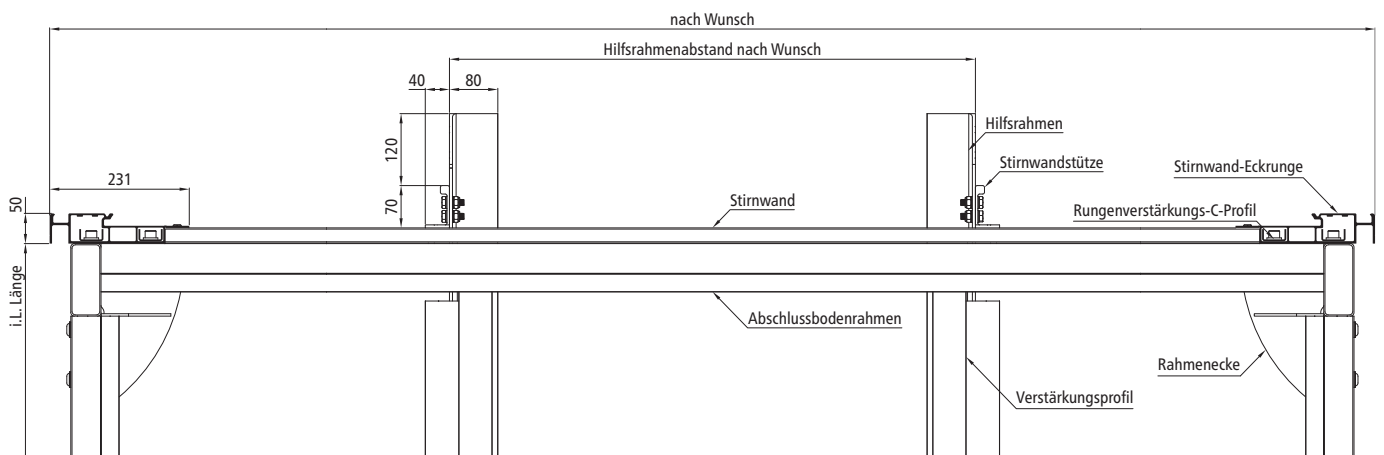 nach Wunsch
Hilfsrahmenabstand nach Wunsch
40
80
Hilfsrahmen
120
Stirnwandstütze
Stirnwand-Eckrunge
231
Stirnwand
50
70
Rungenverstärkungs-C-Profil
i.L. Länge
Abschlussbodenrahmen
Rahmenecke
Verstärkungsprofil